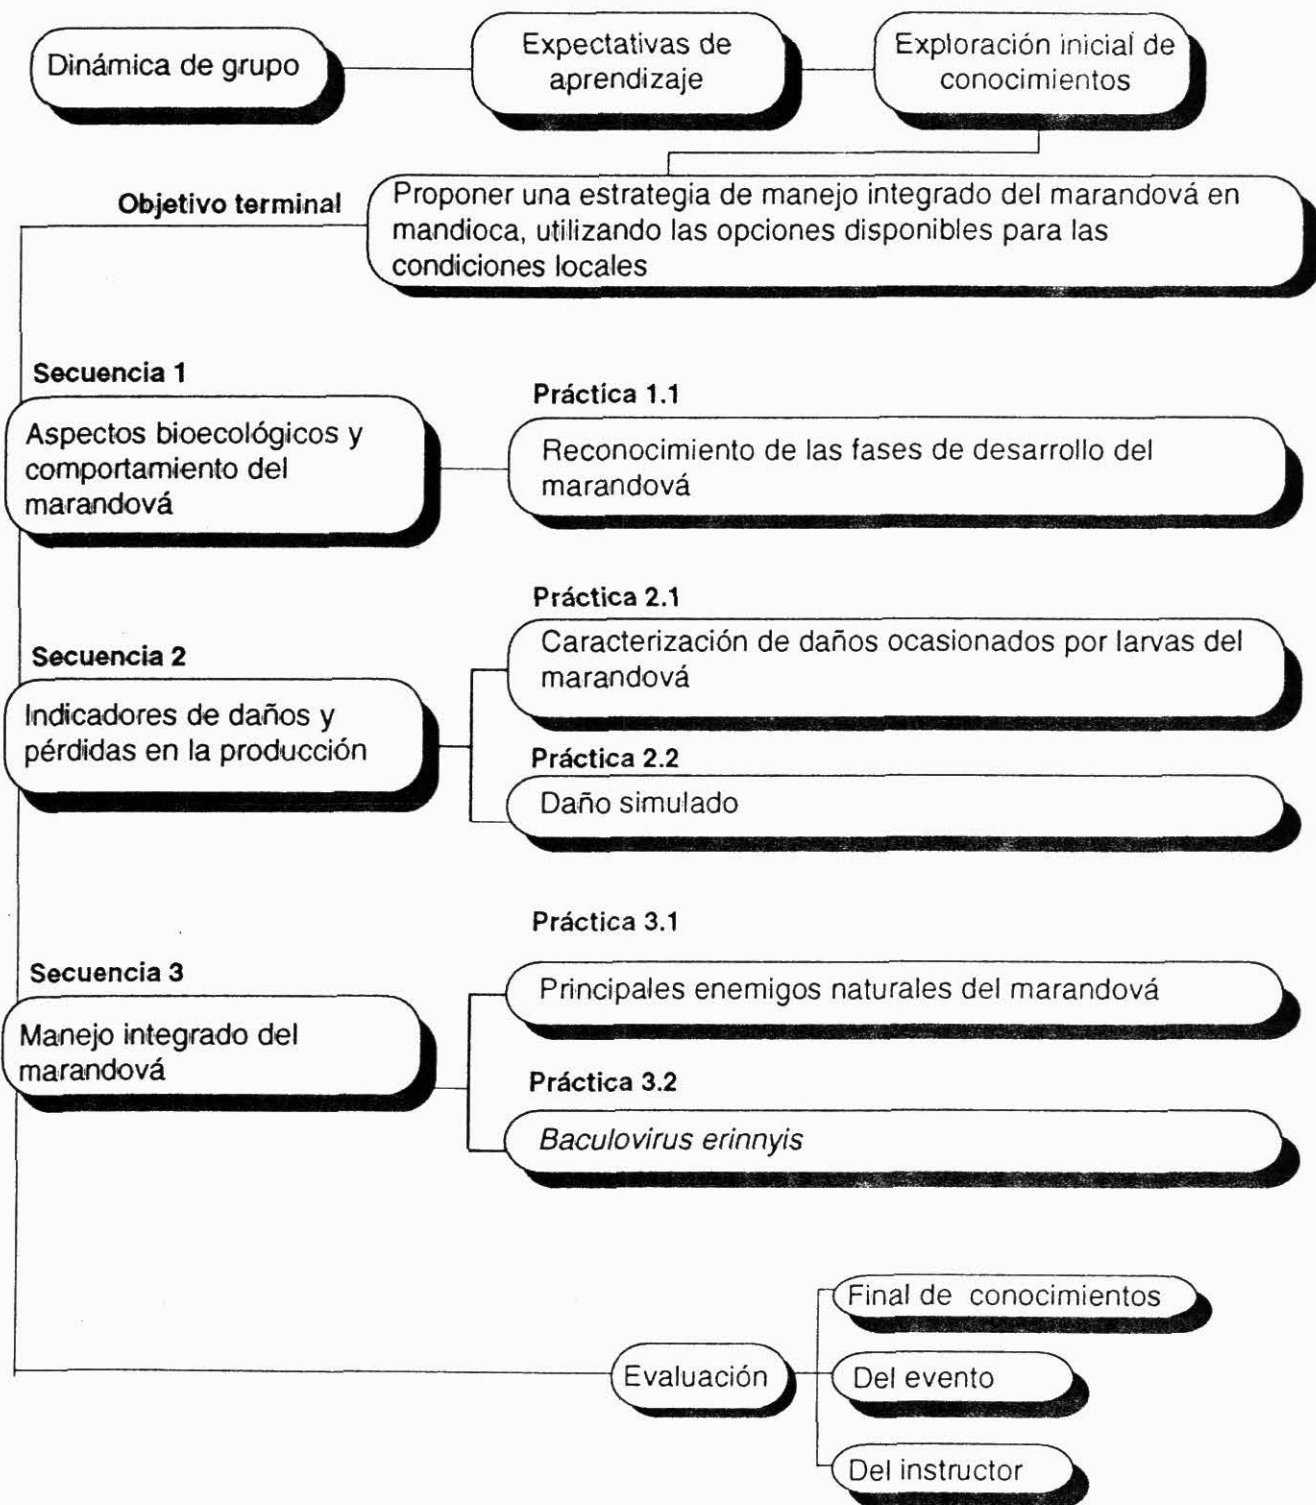 Dinámica de grupo
Expectativas de
aprendizaje
Exploración inicial de
conocimientos
Objetivo terminal
Proponer una estrategia de manejo integrado del marandová en
mandioca, utilizando las opciones disponibles para las
condiciones locales
Secuencia 1
Aspectos bioecológicos y
comportamiento del
marandová
Práctica 1.1
Reconocimiento de las fases de desarrollo del
marandová
Secuencia 2
Indicadores de daños y
pérdidas en la producción
Práctica 2.1
Caracterización de daños ocasionados por larvas del
marandová
Práctica 2.2
Daño simulado
Secuencia 3
Manejo integrado del
marandová
Práctica 3.1
Principales enemigos naturales del marandová
Práctica 3.2
Baculovirus erinnyis
Evaluación
Final de conocimientos
Del evento
Del instructor